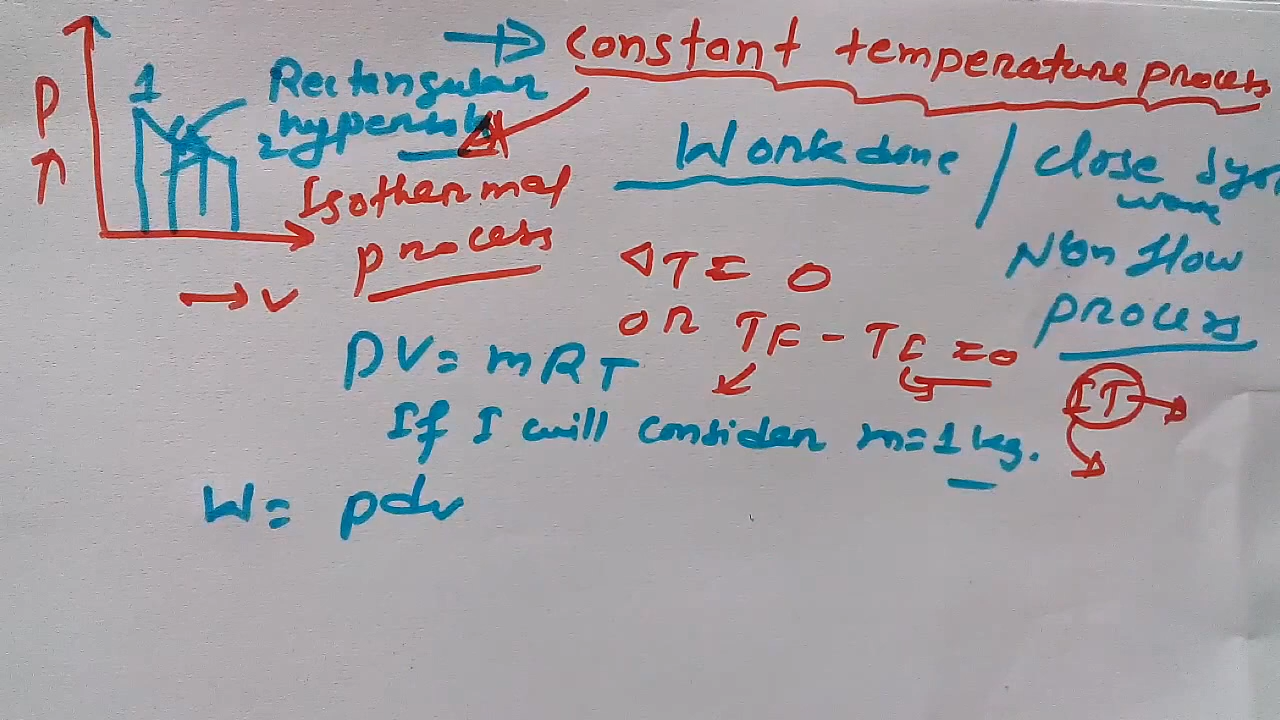 constant temperature process
P
1
Rectangular
2 hyperbola
Work done / Close System
work
Isothermal
process
Non flow
process
V
ΔT = 0
OR TF - TI = 0
PV = mRT
If I will consider m=1 kg.
W = pdv